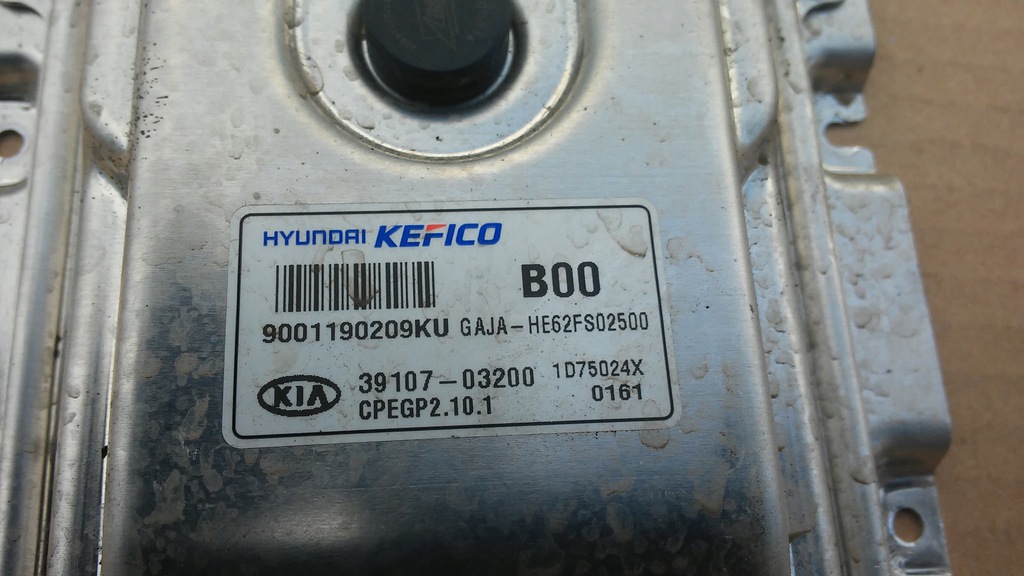 HYUNDAI KEFICO
B00
9001190209KU GAJA-HE62FS02500
KIA 39107-03200 1D75024X
CPEGP2.10.1 0161